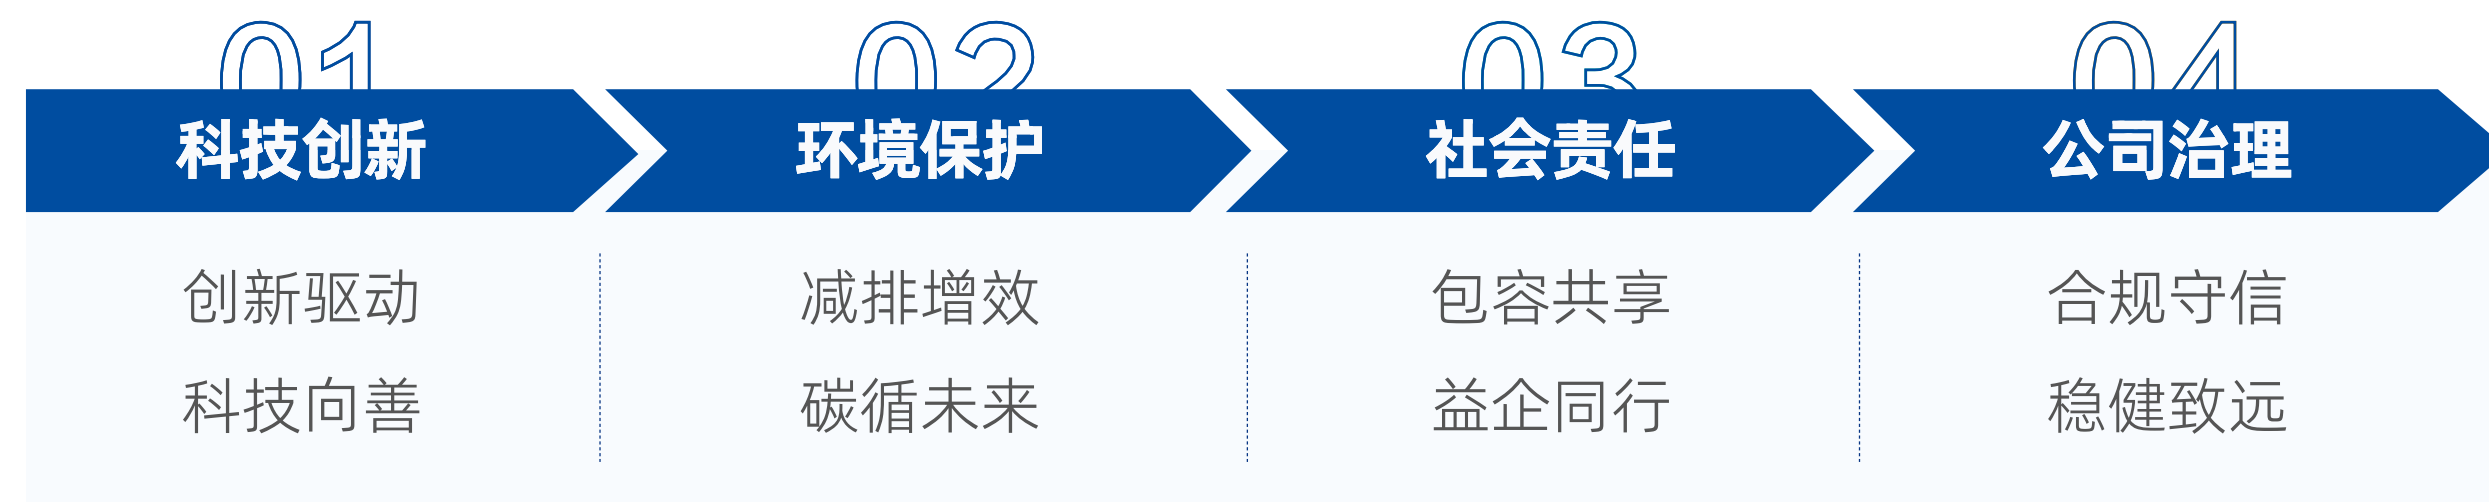 01
科技创新
创新驱动
科技向善
02
环境保护
减排增效
碳循未来
03
社会责任
包容共享
益企同行
04
公司治理
合规守信
稳健致远